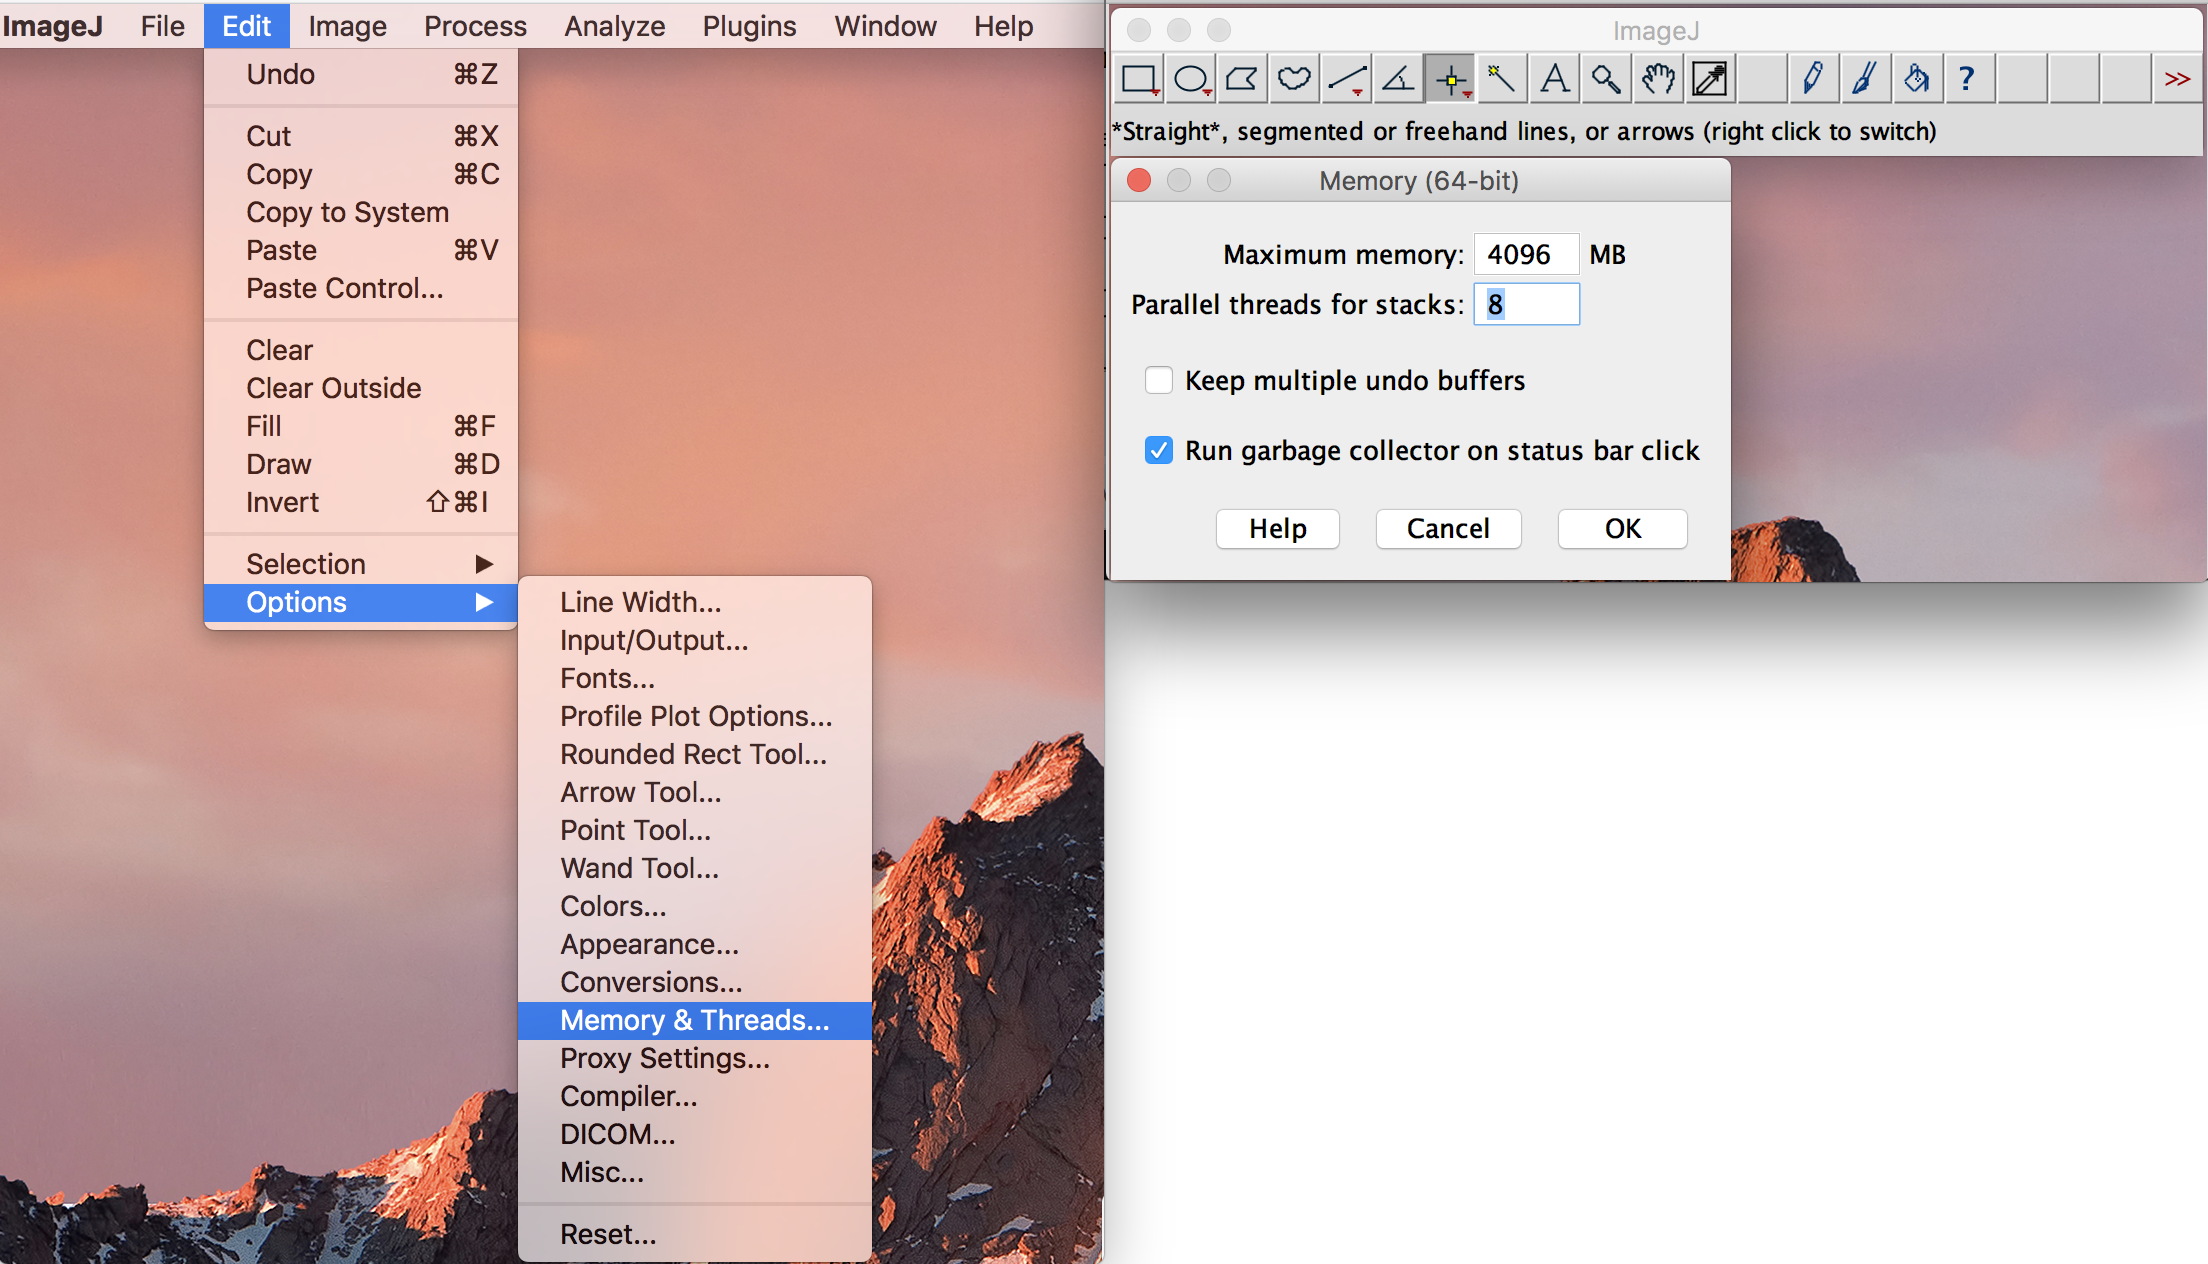 ImageJ File Edit Image Process Analyze Plugins Window Help
Undo ⌘Z
Cut ⌘X
Copy ⌘C
Copy to System
Paste ⌘V
Paste Control...
Clear
Clear Outside
Fill ⌘F
Draw ⌘D
Invert ⇧⌘I
Selection ▶
Options ▶
Line Width...
Input/Output...
Fonts...
Profile Plot Options...
Rounded Rect Tool...
Arrow Tool...
Point Tool...
Wand Tool...
Colors...
Appearance...
Conversions...
Memory & Threads...
Proxy Settings...
Compiler...
DICOM...
Misc...
Reset...
ImageJ
A ? >>
*Straight*, segmented or freehand lines, or arrows (right click to switch)
Memory (64-bit)
Maximum memory: 4096 MB
Parallel threads for stacks: 8
Keep multiple undo buffers
Run garbage collector on status bar click
Help Cancel OK